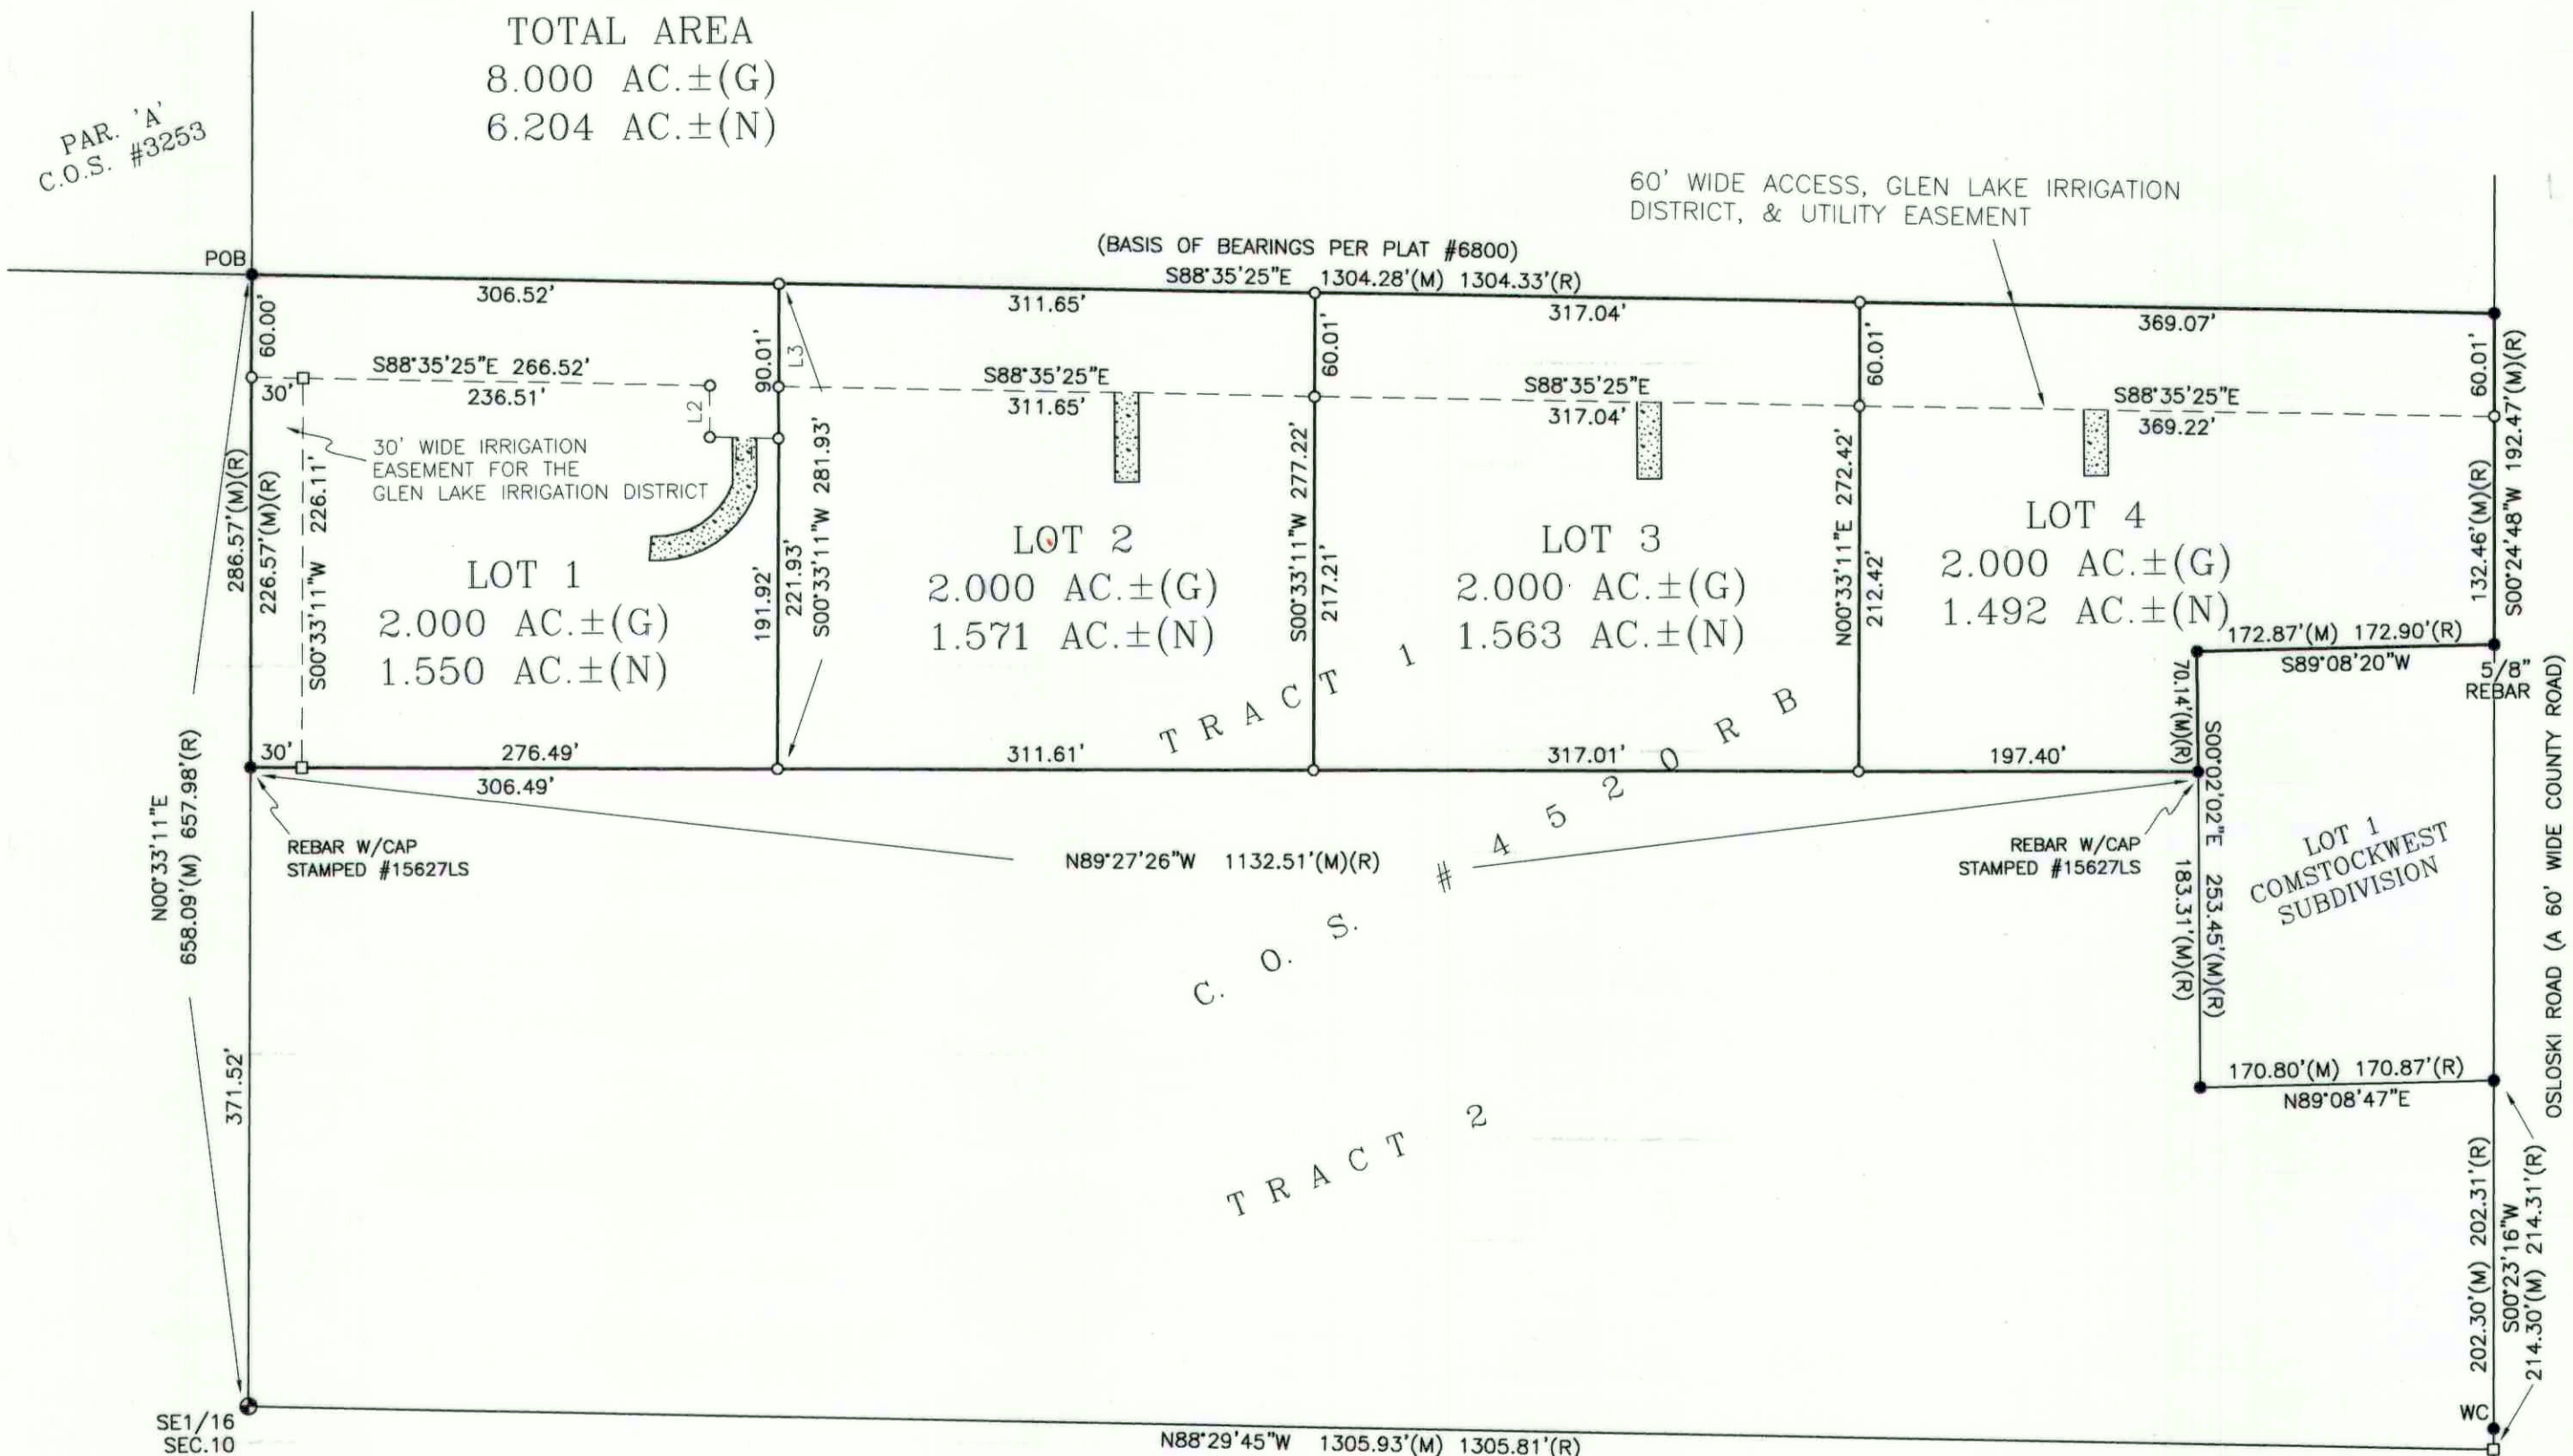 TOTAL AREA
8.000 AC.±(G)
6.204 AC.±(N)
PAR. 'A'
C.O.S. #3253
60' WIDE ACCESS, GLEN LAKE IRRIGATION
DISTRICT, & UTILITY EASEMENT
(BASIS OF BEARINGS PER PLAT #6800)
S88°35'25"E 1304.28'(M) 1304.33'(R)
POB
306.52'
311.65'
317.04'
369.07'
60.00'
90.01'
L3
60.01'
60.01'
60.01'
S88°35'25"E 266.52'
236.51'
30'
L2
S88°35'25"E
311.65'
S88°35'25"E
317.04'
S88°35'25"E
369.22'
30' WIDE IRRIGATION
EASEMENT FOR THE
GLEN LAKE IRRIGATION DISTRICT
286.57'(M)(R)
226.57'(M)(R)
S00°33'11"W 226.11'
191.92'
221.93'
S00°33'11"W 281.93'
S00°33'11"W 277.22'
217.21'
N00°33'11"E 272.42'
212.42'
132.46'(M)(R)
S00°24'48"W 192.47'(M)(R)
LOT 1
2.000 AC.±(G)
1.550 AC.±(N)
LOT 2
2.000 AC.±(G)
1.571 AC.±(N)
LOT 3
2.000 AC.±(G)
1.563 AC.±(N)
LOT 4
2.000 AC.±(G)
1.492 AC.±(N)
172.87'(M) 172.90'(R)
S89°08'20"W
5/8"
REBAR
70.14'(M)(R)
S00°02'02"E 253.45'(M)(R)
183.31'(M)(R)
TRACT 1
30'
276.49'
306.49'
311.61'
317.01'
197.40'
REBAR W/CAP
STAMPED #15627LS
N89°27'26"W 1132.51'(M)(R)
REBAR W/CAP
STAMPED #15627LS
C.O.S. # 4520RB
LOT 1
COMSTOCKWEST
SUBDIVISION
OSLOSKI ROAD (A 60' WIDE COUNTY ROAD)
N00°33'11"E
658.09'(M) 657.98'(R)
371.52'
170.80'(M) 170.87'(R)
N89°08'47"E
TRACT 2
202.30'(M) 202.31'(R)
S00°23'16"W
214.30'(M) 214.31'(R)
WC
SE1/16
SEC.10
N88°29'45"W 1305.93'(M) 1305.81'(R)